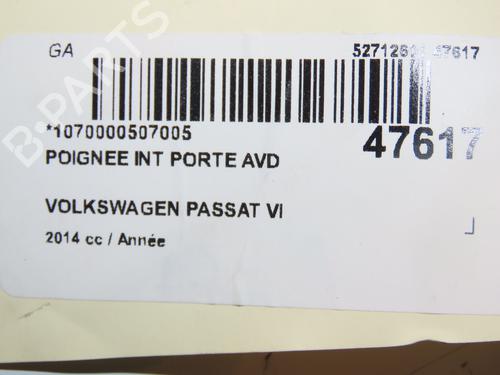 GA
47617
*1070000507005
47617
POIGNEE INT PORTE AVD
VOLKSWAGEN PASSAT VI
2014 cc / Année
B-PARTS